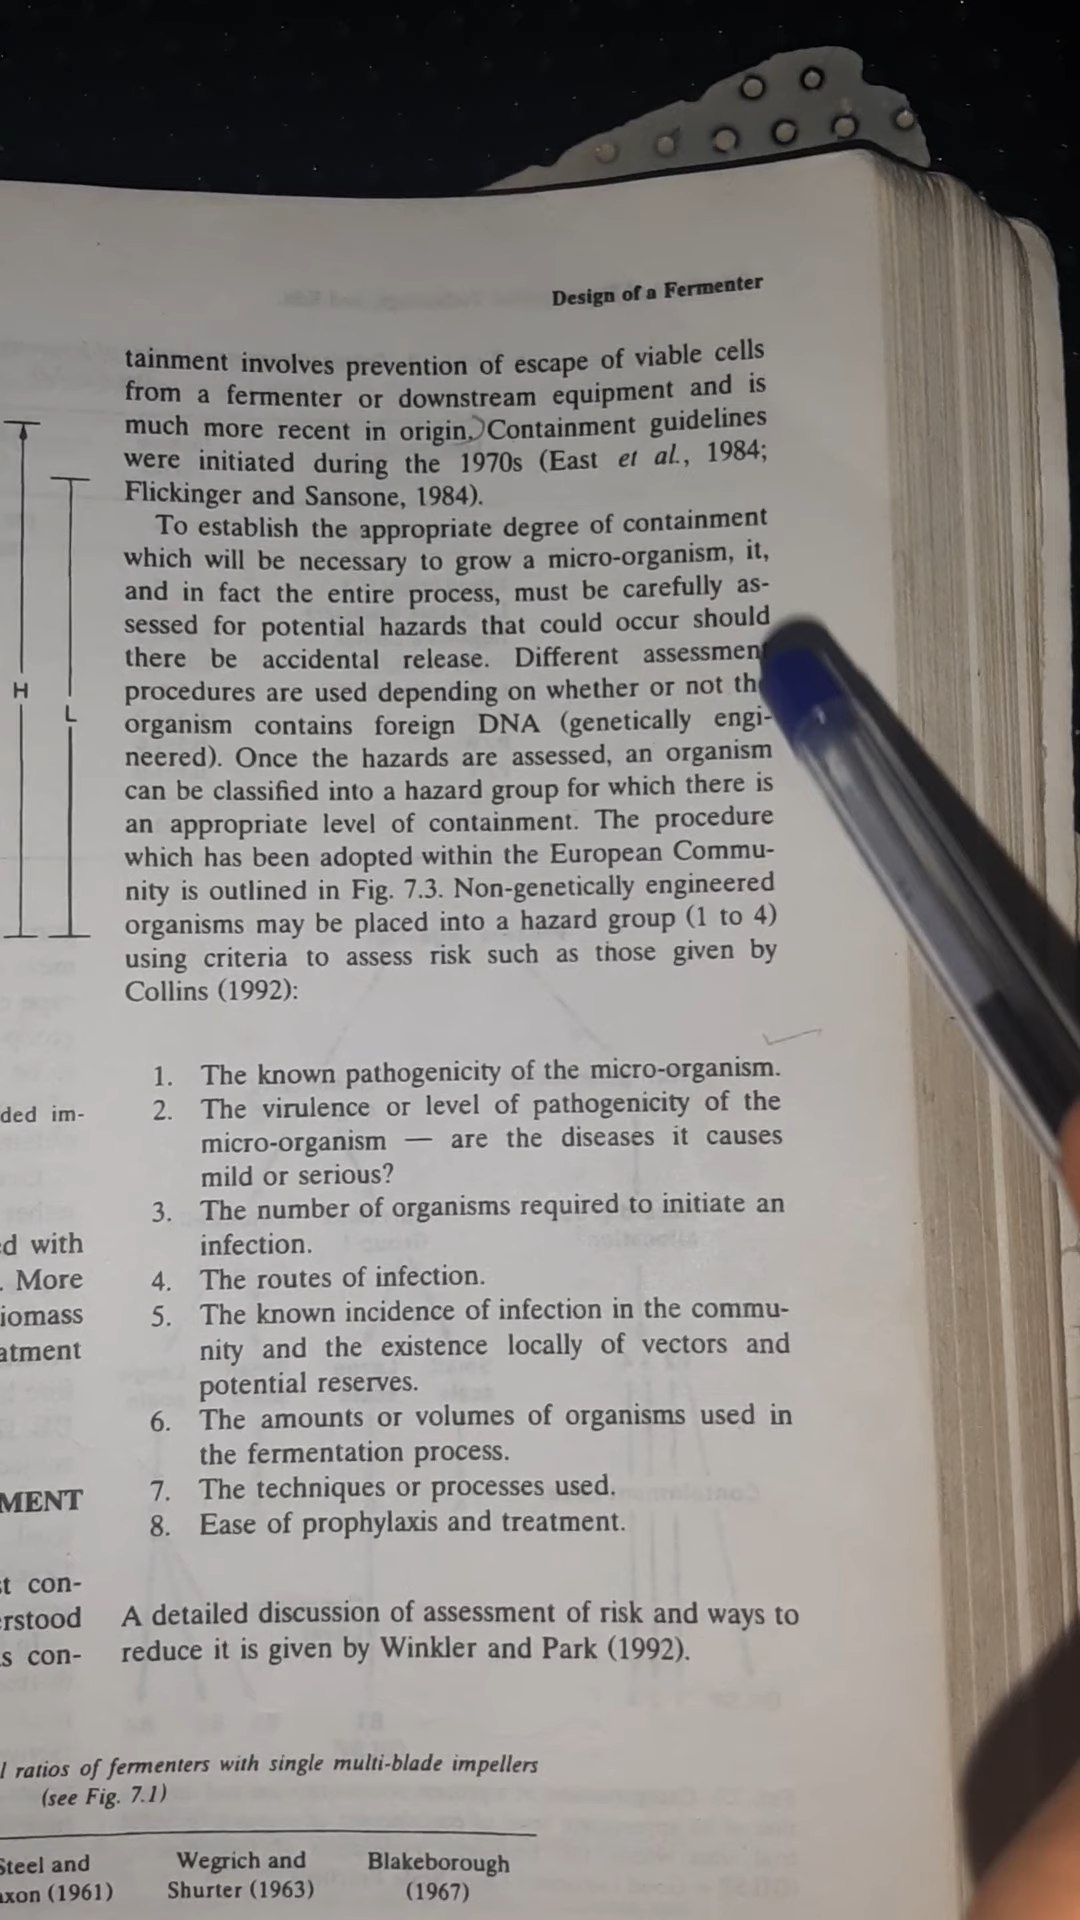 Design of a Fermenter
tainment involves prevention of escape of viable cells
from a fermenter or downstream equipment and is
much more recent in origin. Containment guidelines
were initiated during the 1970s (East et al., 1984;
Flickinger and Sansone, 1984).
To establish the appropriate degree of containment
which will be necessary to grow a micro-organism, it,
and in fact the entire process, must be carefully as-
sessed for potential hazards that could occur should
there be accidental release. Different assessment
procedures are used depending on whether or not the
organism contains foreign DNA (genetically engi-
neered). Once the hazards are assessed, an organism
can be classified into a hazard group for which there is
an appropriate level of containment. The procedure
which has been adopted within the European Commu-
nity is outlined in Fig. 7.3. Non-genetically engineered
organisms may be placed into a hazard group (1 to 4)
using criteria to assess risk such as those given by
Collins (1992):
1. The known pathogenicity of the micro-organism.
2. The virulence or level of pathogenicity of the
micro-organism — are the diseases it causes
mild or serious?
3. The number of organisms required to initiate an
infection.
4. The routes of infection.
5. The known incidence of infection in the commu-
nity and the existence locally of vectors and
potential reserves.
6. The amounts or volumes of organisms used in
the fermentation process.
7. The techniques or processes used.
8. Ease of prophylaxis and treatment.
A detailed discussion of assessment of risk and ways to
reduce it is given by Winkler and Park (1992).
H
L
ded im-
d with
. More
iomass
atment
MENT
t con-
rstood
s con-
l ratios of fermenters with single multi-blade impellers
(see Fig. 7.1)
Steel and
xon (1961)
Wegrich and
Shurter (1963)
Blakeborough
(1967)